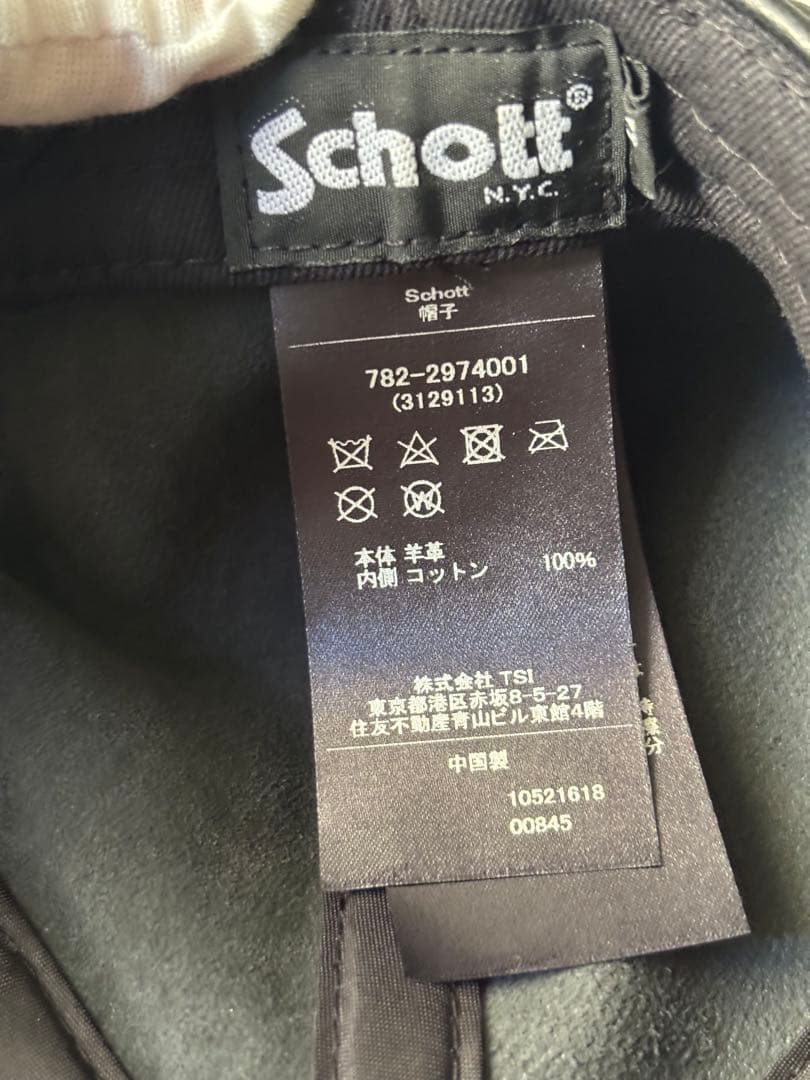 Schott®
N.Y.C.
Schott
帽子
782-2974001
(3129113)
W
本体 羊革
内側 コットン 100%
株式会社 TSI
東京都港区赤坂8-5-27
住友不動産青山ビル東館4階
中国製
10521618
00845
分